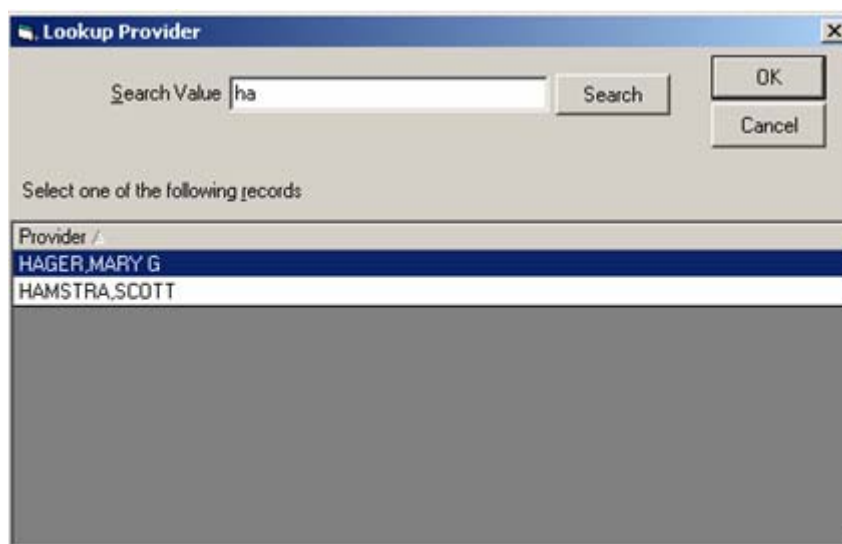 Lookup Provider
Search Value ha Search OK
Cancel
Select one of the following records
Provider
HAGER,MARY G
HAMSTRA,SCOTT